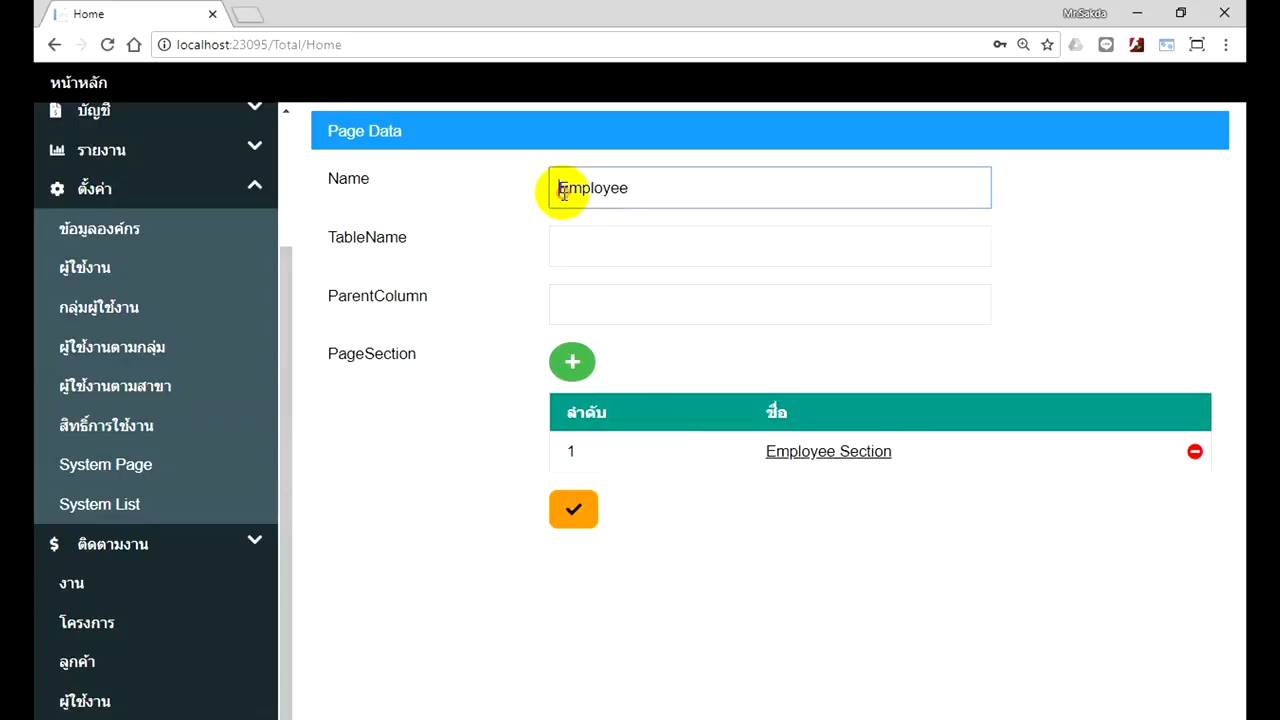 Home
Mr.Sakda
localhost:23095/Total/Home
หน้าหลัก
บัญชี
รายงาน
ตั้งค่า
ข้อมูลองค์กร
ผู้ใช้งาน
กลุ่มผู้ใช้งาน
ผู้ใช้งานตามกลุ่ม
ผู้ใช้งานตามสาขา
สิทธิ์การใช้งาน
System Page
System List
ติดตามงาน
งาน
โครงการ
ลูกค้า
ผู้ใช้งาน
Page Data
Name
Employee
TableName
ParentColumn
PageSection
ลำดับ ชื่อ
1 Employee Section